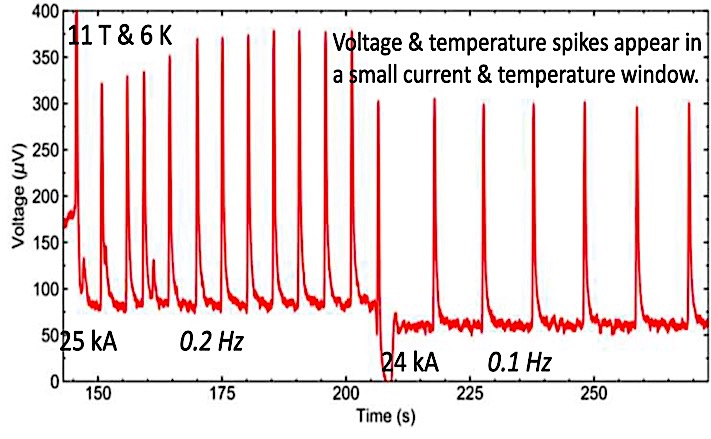 400
11 T & 6 K
Voltage & temperature spikes appear in
a small current & temperature window.
350
300
250
200
150
100
50
0
Voltage (µV)
25 kA
0.2 Hz
24 kA
0.1 Hz
150
175
200
225
250
Time (s)